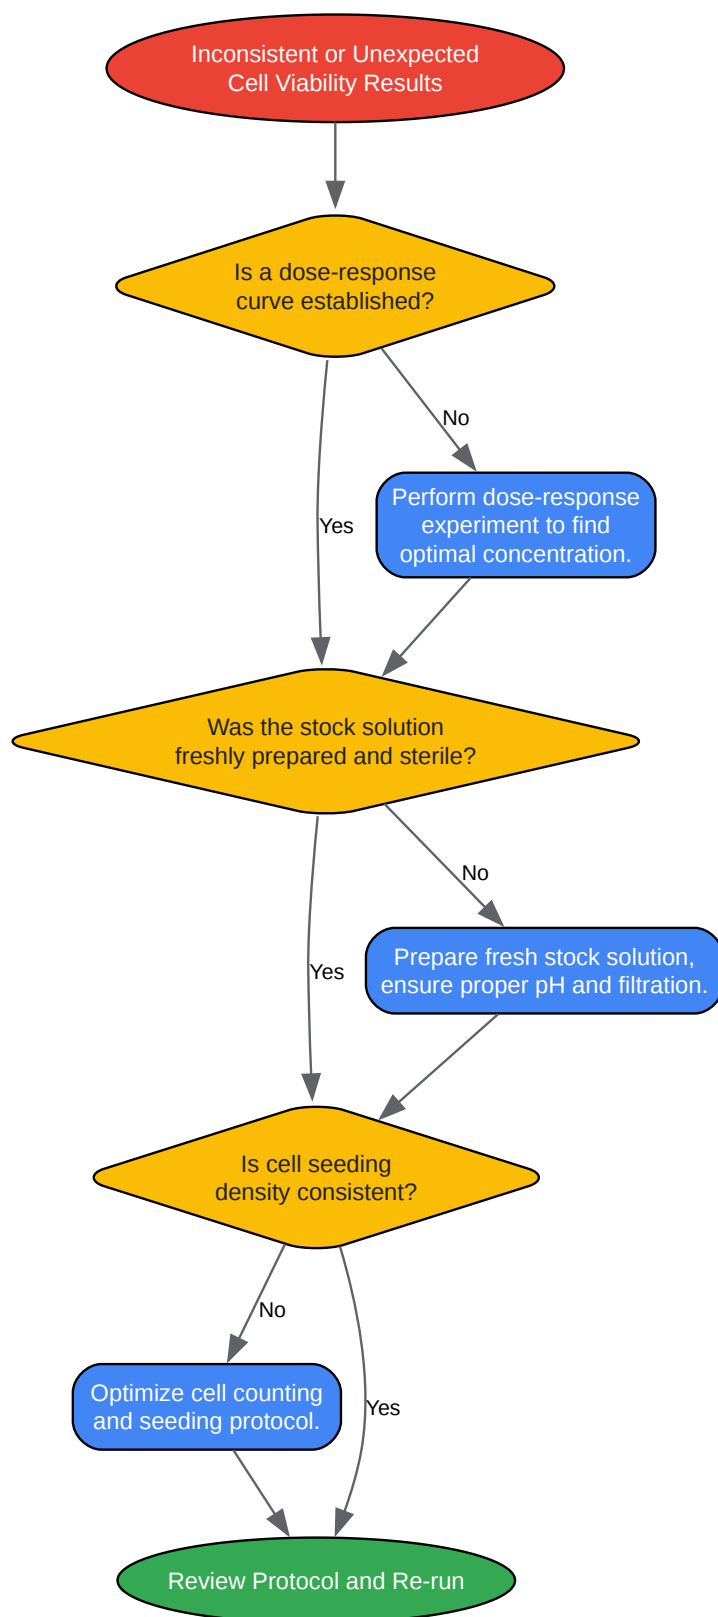 Inconsistent or Unexpected
Cell Viability Results
Is a dose-response
curve established?
No
Perform dose-response
experiment to find
optimal concentration.
Yes
Was the stock solution
freshly prepared and sterile?
No
Prepare fresh stock solution,
ensure proper pH and filtration.
Yes
Is cell seeding
density consistent?
No
Optimize cell counting
and seeding protocol.
Yes
Review Protocol and Re-run